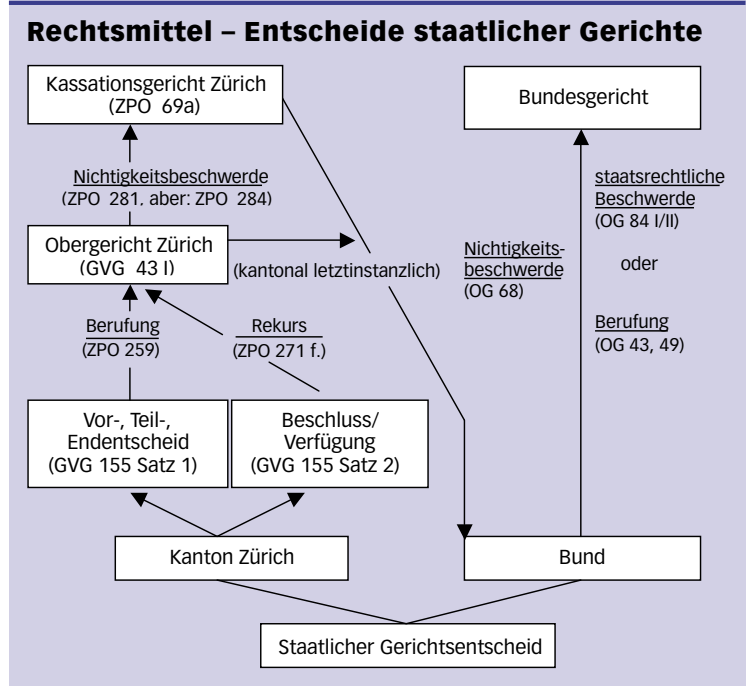 Rechtsmittel – Entscheide staatlicher Gerichte
Kassationsgericht Zürich
(ZPO 69a)
Bundesgericht
Nichtigkeitsbeschwerde
(ZPO 281, aber: ZPO 284)
staatsrechtliche
Beschwerde
(OG 84 I/II)
Obergericht Zürich
(GVG 43 I)
(kantonal letztinstanzlich)
Nichtigkeits-
beschwerde
(OG 68)
oder
Berufung
(ZPO 259)
Rekurs
(ZPO 271 f.)
Berufung
(OG 43, 49)
Vor-, Teil-,
Endentscheid
(GVG 155 Satz 1)
Beschluss/
Verfügung
(GVG 155 Satz 2)
Kanton Zürich
Bund
Staatlicher Gerichtsentscheid